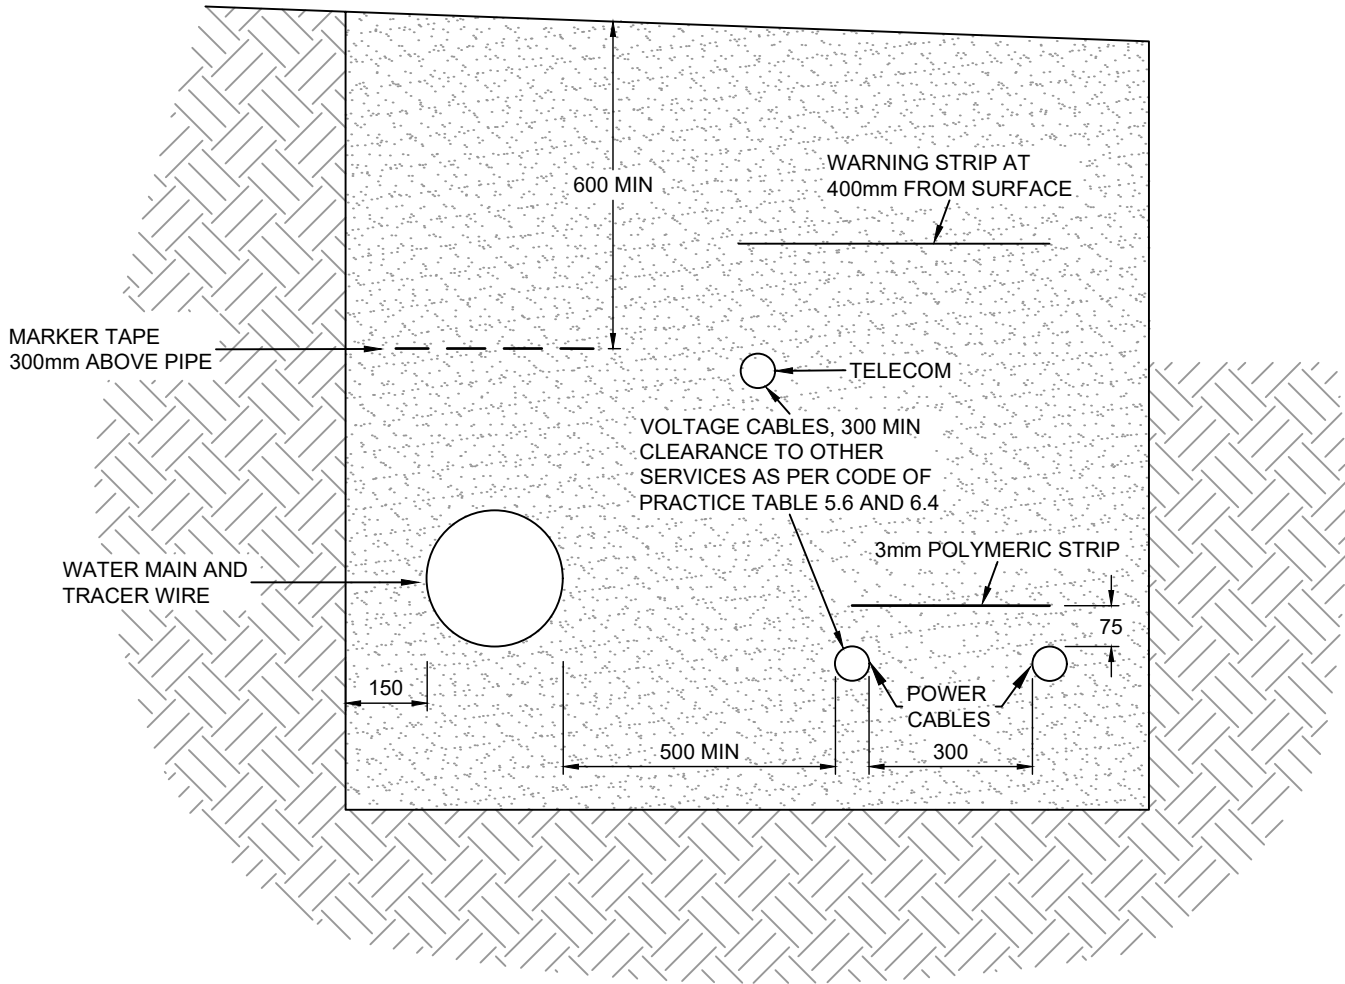 600 MIN
WARNING STRIP AT
400mm FROM SURFACE
MARKER TAPE
300mm ABOVE PIPE
TELECOM
VOLTAGE CABLES, 300 MIN
CLEARANCE TO OTHER
SERVICES AS PER CODE OF
PRACTICE TABLE 5.6 AND 6.4
3mm POLYMERIC STRIP
WATER MAIN AND
TRACER WIRE
75
150
POWER
CABLES
500 MIN
300